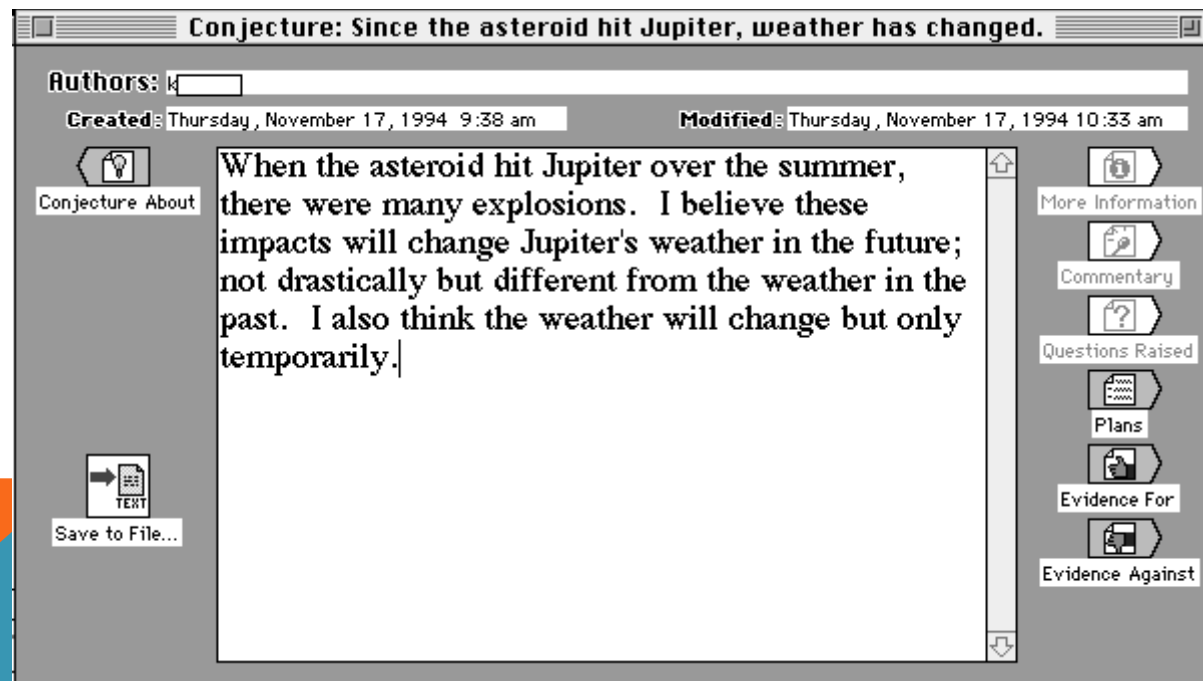 Conjecture: Since the asteroid hit Jupiter, weather has changed.
Authors: k
Created: Thursday, November 17, 1994 9:38 am
Modified: Thursday, November 17, 1994 10:33 am
Conjecture About
When the asteroid hit Jupiter over the summer,
there were many explosions. I believe these
impacts will change Jupiter's weather in the future;
not drastically but different from the weather in the
past. I also think the weather will change but only
temporarily.
TEXT
Save to File...
More Information
Commentary
Questions Raised
Plans
Evidence For
Evidence Against